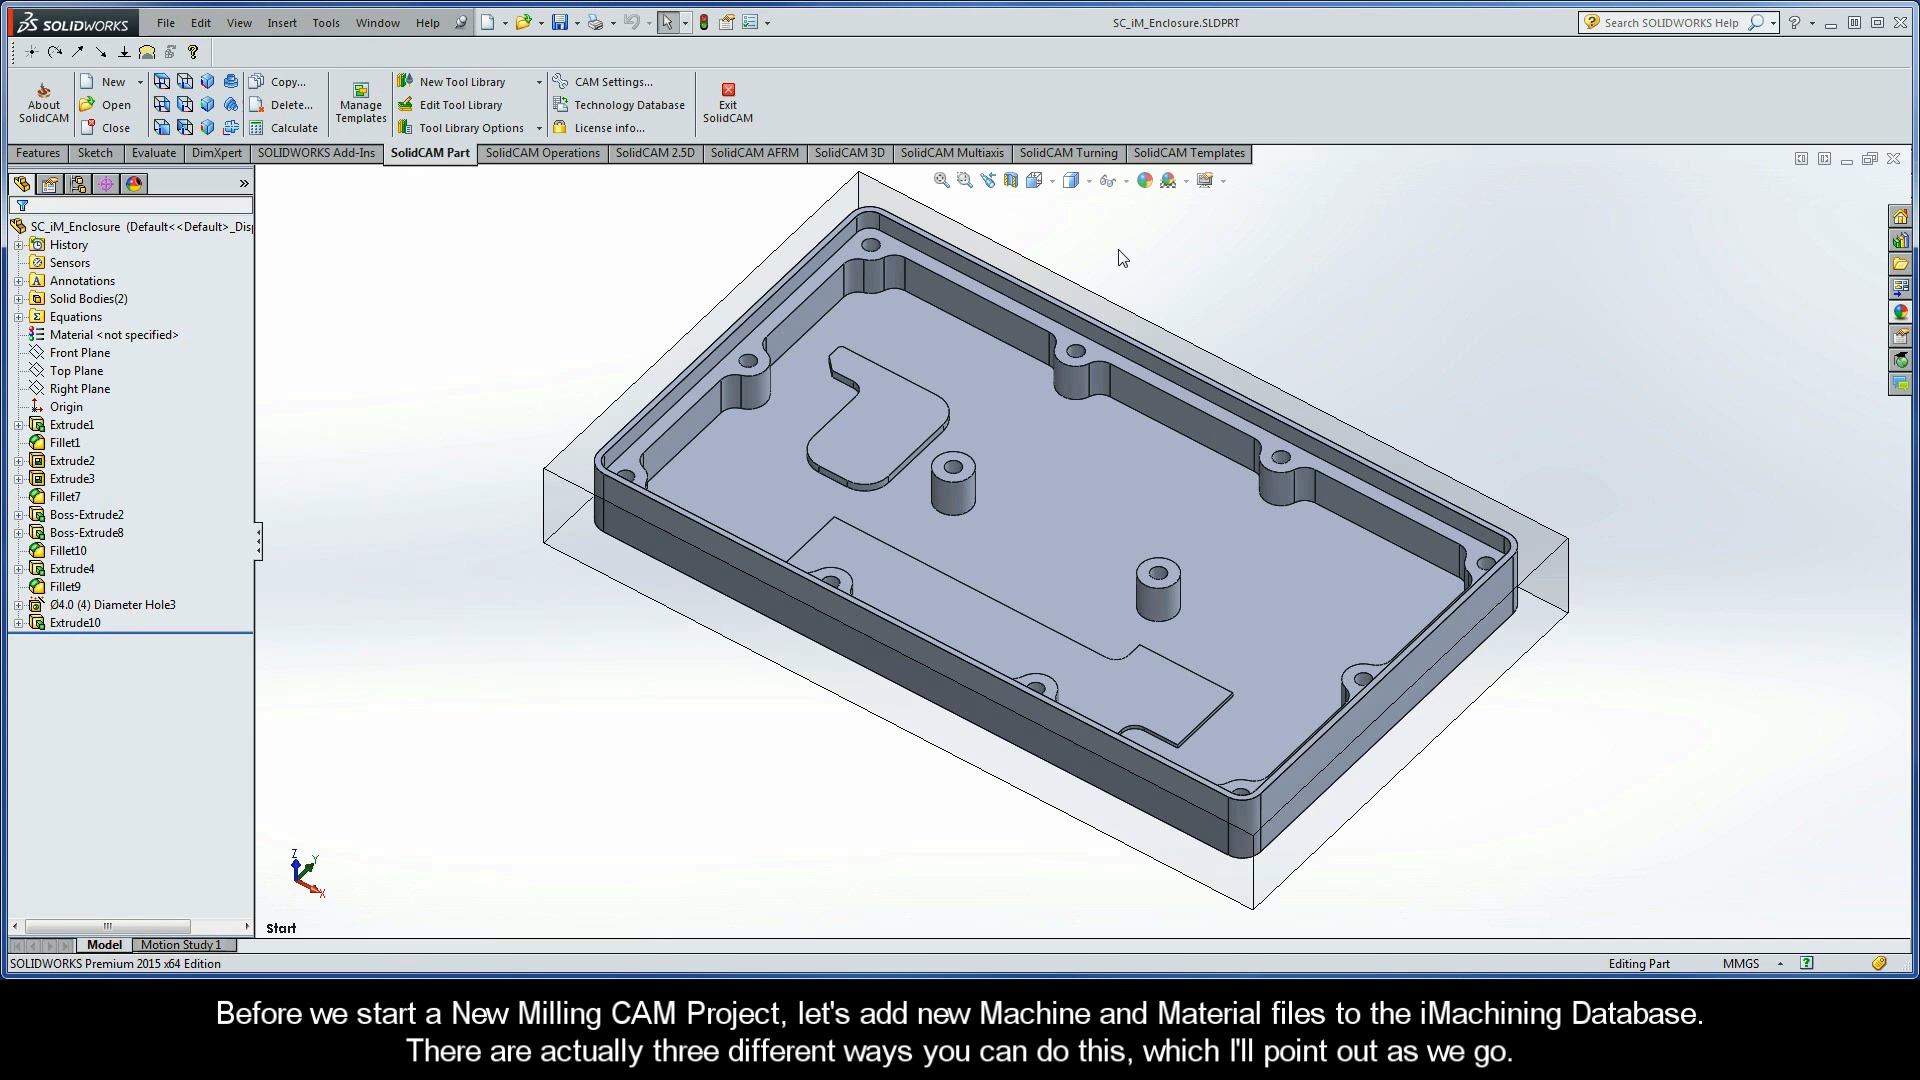 SOLIDWORKS File Edit View Insert Tools Window Help SC_iM_Enclosure.SLDPRT Search SOLIDWORKS Help
New Copy... New Tool Library CAM Settings...
About SolidCAM Open Delete... Manage Templates Edit Tool Library Technology Database Exit SolidCAM
Close Calculate Tool Library Options License info...
Features Sketch Evaluate DimXpert SOLIDWORKS Add-Ins SolidCAM Part SolidCAM Operations SolidCAM 2.5D SolidCAM AFRM SolidCAM 3D SolidCAM Multiaxis SolidCAM Turning SolidCAM Templates
SC_iM_Enclosure (Default<<Default>_Disp
History
Sensors
Annotations
Solid Bodies(2)
Equations
Material <not specified>
Front Plane
Top Plane
Right Plane
Origin
Extrude1
Fillet1
Extrude2
Extrude3
Fillet7
Boss-Extrude2
Boss-Extrude8
Fillet10
Extrude4
Fillet9
Ø4.0 (4) Diameter Hole3
Extrude10
Z
Y
X
Start
Model Motion Study 1
SOLIDWORKS Premium 2015 x64 Edition Editing Part MMGS
Before we start a New Milling CAM Project, let's add new Machine and Material files to the iMachining Database.
There are actually three different ways you can do this, which I'll point out as we go.